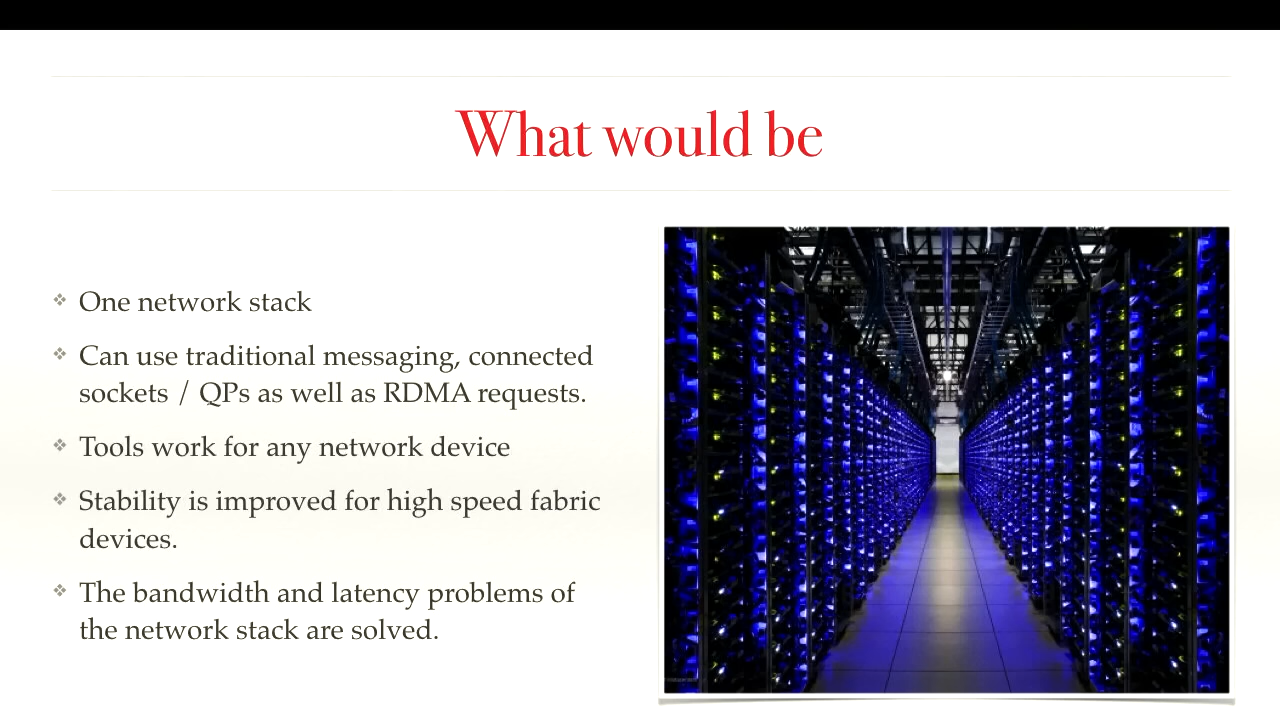 What would be
One network stack
Can use traditional messaging, connected
sockets / QPs as well as RDMA requests.
Tools work for any network device
Stability is improved for high speed fabric
devices.
The bandwidth and latency problems of
the network stack are solved.